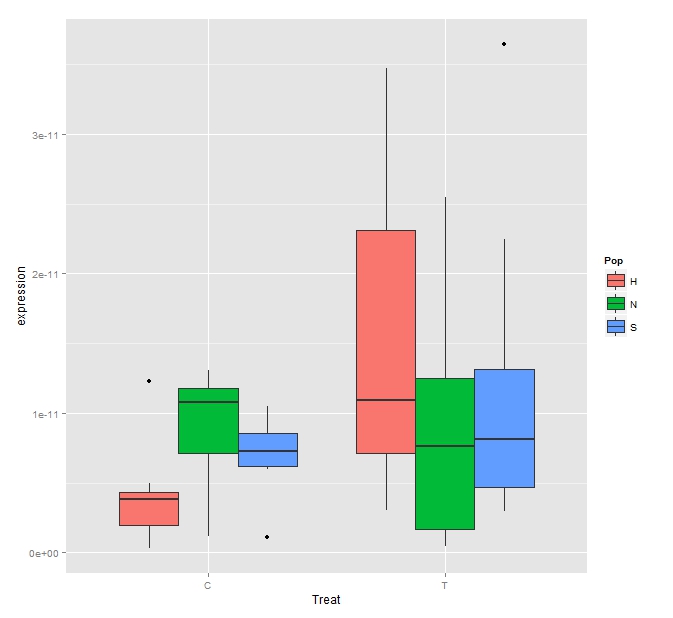 3e-11
2e-11
1e-11
0e+00
expression
C
T
Treat
Pop
H
N
S